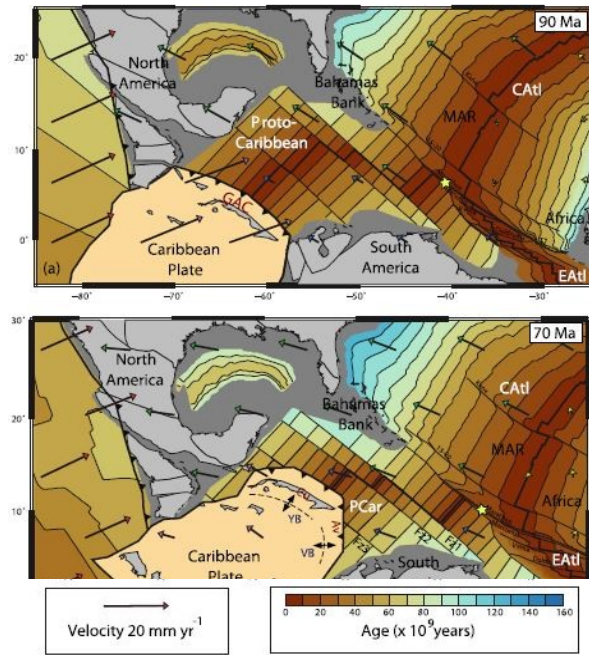 90 Ma
20°
North
America
Bahamas
Bank
CAtl
MAR
Proto-
Caribbean
10°
GAC
Africa
0°
Caribbean
Plate
South
America
(a)
EAtl
−80°
−70°
−60°
−50°
−40°
−30°
30°
70 Ma
North
America
CAtl
20°
Bahamas
Bank
MAR
Africa
PCar
Cu
Av
YB
VB
10°
EAtl
Caribbean
Plate
South
Velocity 20 mm yr-1
0 20 40 60 80 100 120 140 160
Age (x 10⁹years)